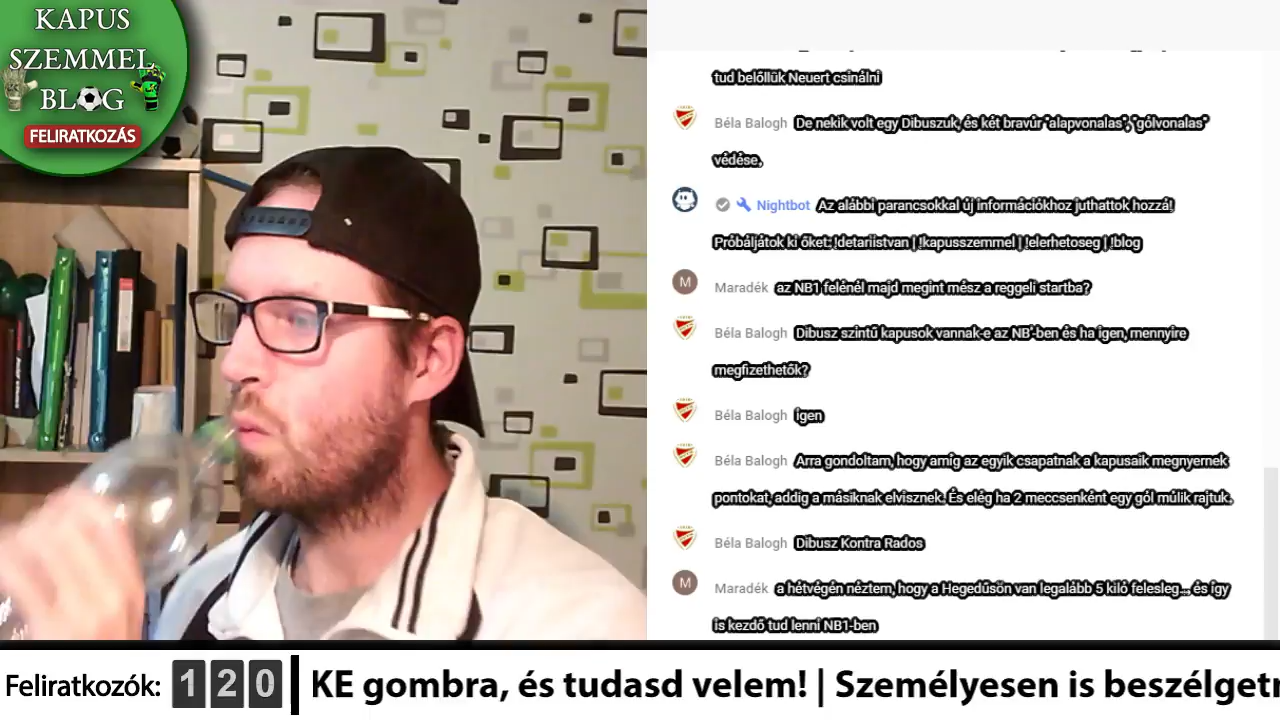 KAPUS
SZEMMEL
BLOG
FELIRATKOZÁS
tud belőllük Neuert csinálni
Béla Balogh De nekik volt egy Dibuszuk, és két bravúr "alapvonalas", "gólvonalas"
védése.
Nightbot Az alábbi parancsokkal új információkhoz juthattok hozzá!
Próbáljátok ki őket: !detariistvan | !kapusszemmel | !elerhetoseg | !blog
M Maradék az NB1 felénél majd megint mész a reggeli startba?
Béla Balogh Dibusz szintű kapusok vannak-e az NB'-ben és ha igen, mennyire
megfizethetők?
Béla Balogh igen
Béla Balogh Arra gondoltam, hogy amíg az egyik csapatnak a kapusaik megnyernek
pontokat, addig a másiknak elvisznek. És elég ha 2 meccsenként egy gól múlik rajtuk.
Béla Balogh Dibusz Kontra Rados
M Maradék a hétvégén néztem, hogy a Hegedűsön van legalább 5 kiló felesleg... és így
is kezdő tud lenni NB1-ben
Feliratkozók: 120 KE gombra, és tudasd velem! | Személyesen is beszélgetn